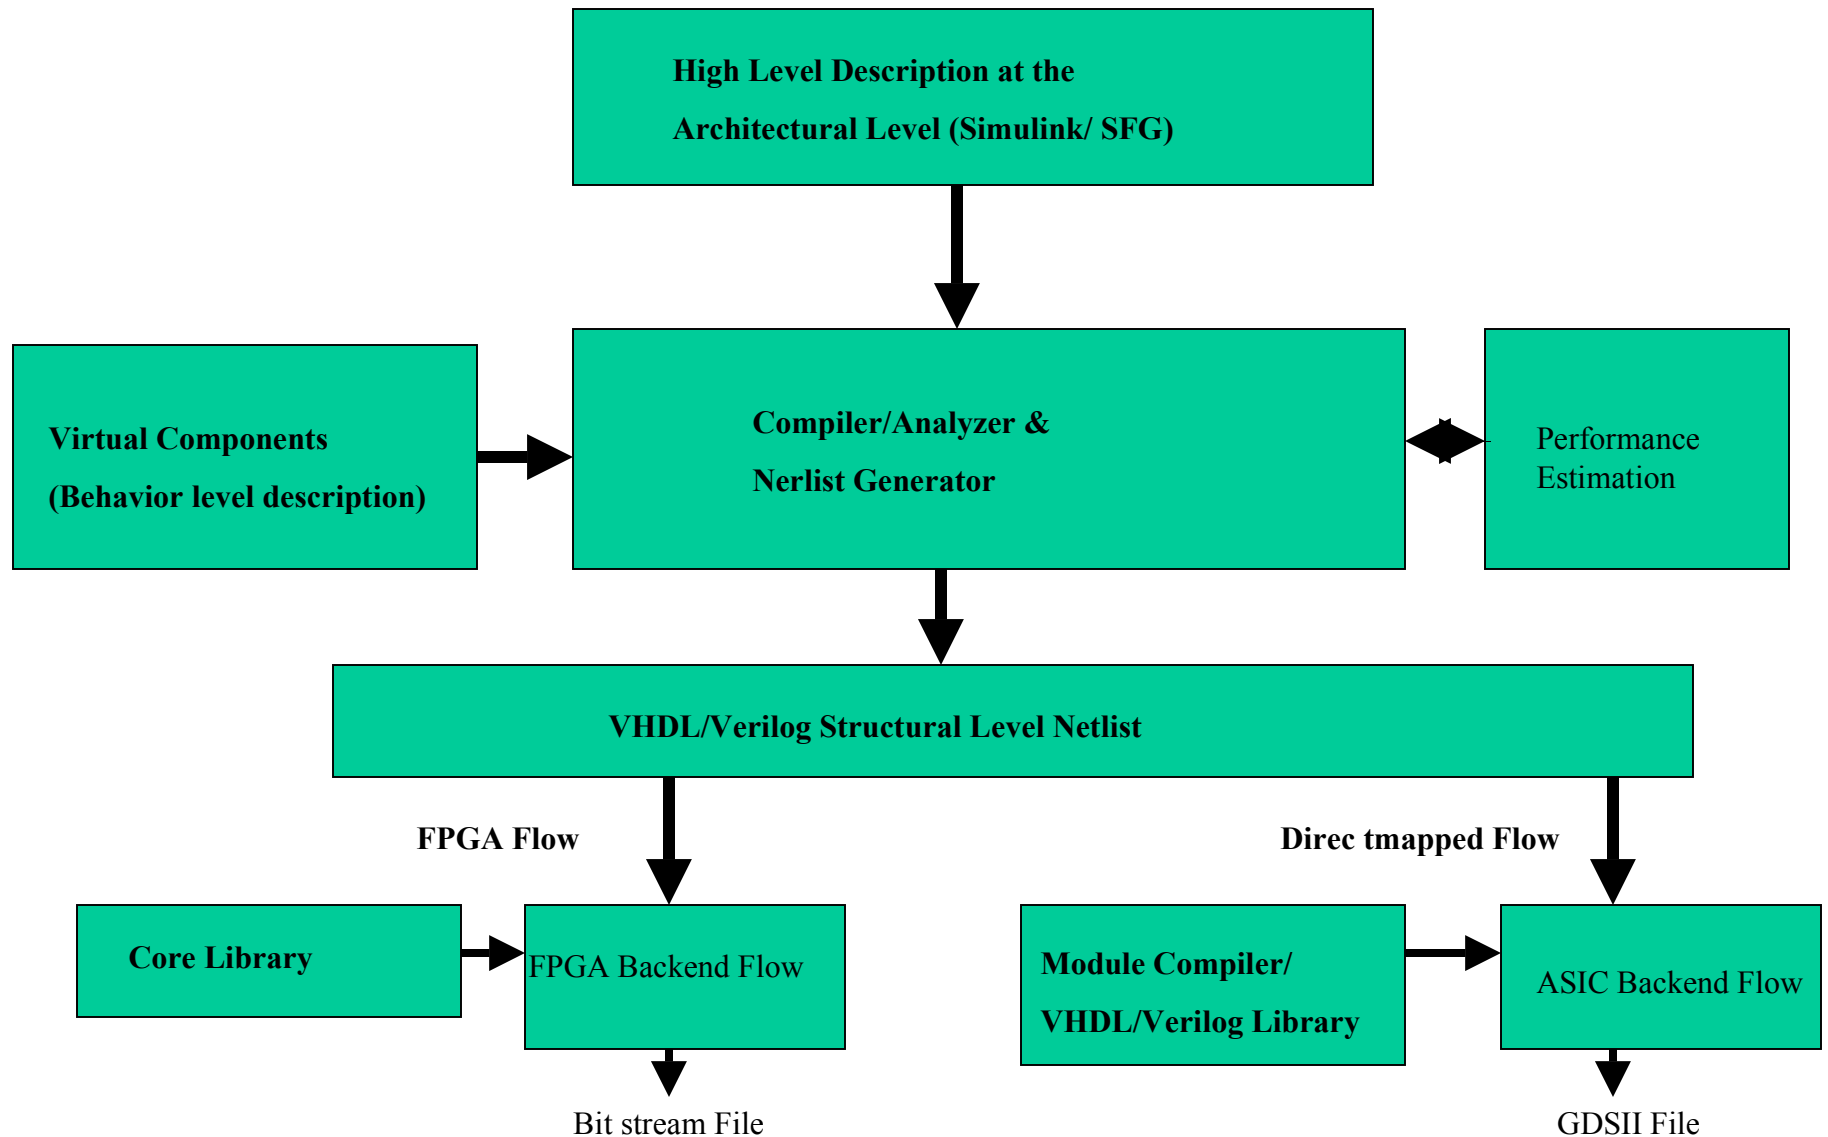 High Level Description at the
Architectural Level (Simulink/ SFG)
Virtual Components
(Behavior level description)
Compiler/Analyzer &
Nerlist Generator
Performance
Estimation
VHDL/Verilog Structural Level Netlist
FPGA Flow
Direc tmapped Flow
Core Library
FPGA Backend Flow
Module Compiler/
VHDL/Verilog Library
ASIC Backend Flow
Bit stream File
GDSII File